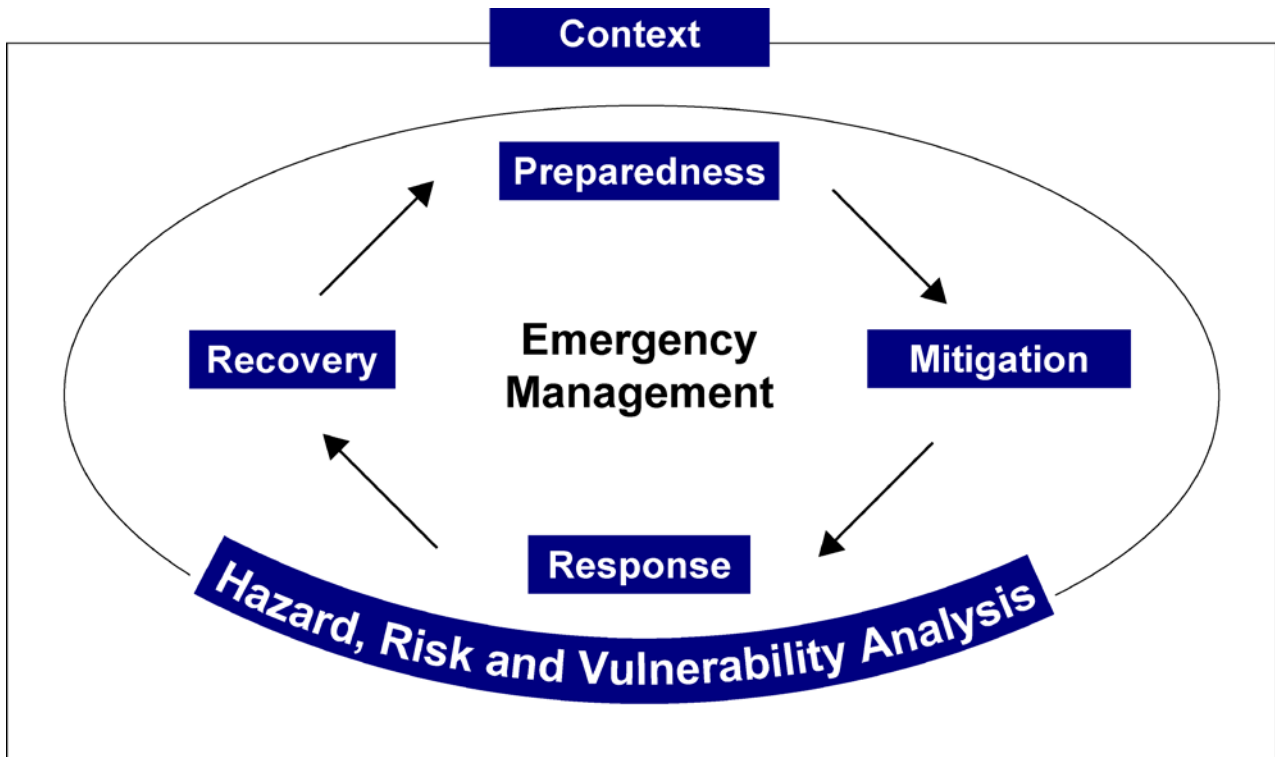 Context
Preparedness
Emergency
Management
Recovery
Mitigation
Response
Hazard, Risk and Vulnerability Analysis